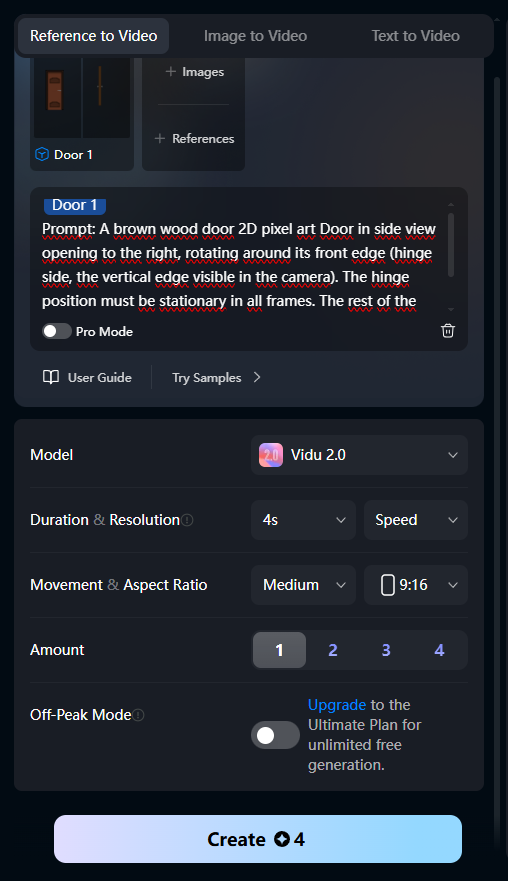 Reference to Video Image to Video Text to Video
+ Images
+ References
Door 1
Door 1
Prompt: A brown wood door 2D pixel art Door in side view
opening to the right, rotating around its front edge (hinge
side, the vertical edge visible in the camera). The hinge
position must be stationary in all frames. The rest of the
Pro Mode
User Guide Try Samples
Model 2.0 Vidu 2.0
Duration & Resolution 4s Speed
Movement & Aspect Ratio Medium 9:16
Amount 1 2 3 4
Off-Peak Mode
Upgrade to the
Ultimate Plan for
unlimited free
generation.
Create 4